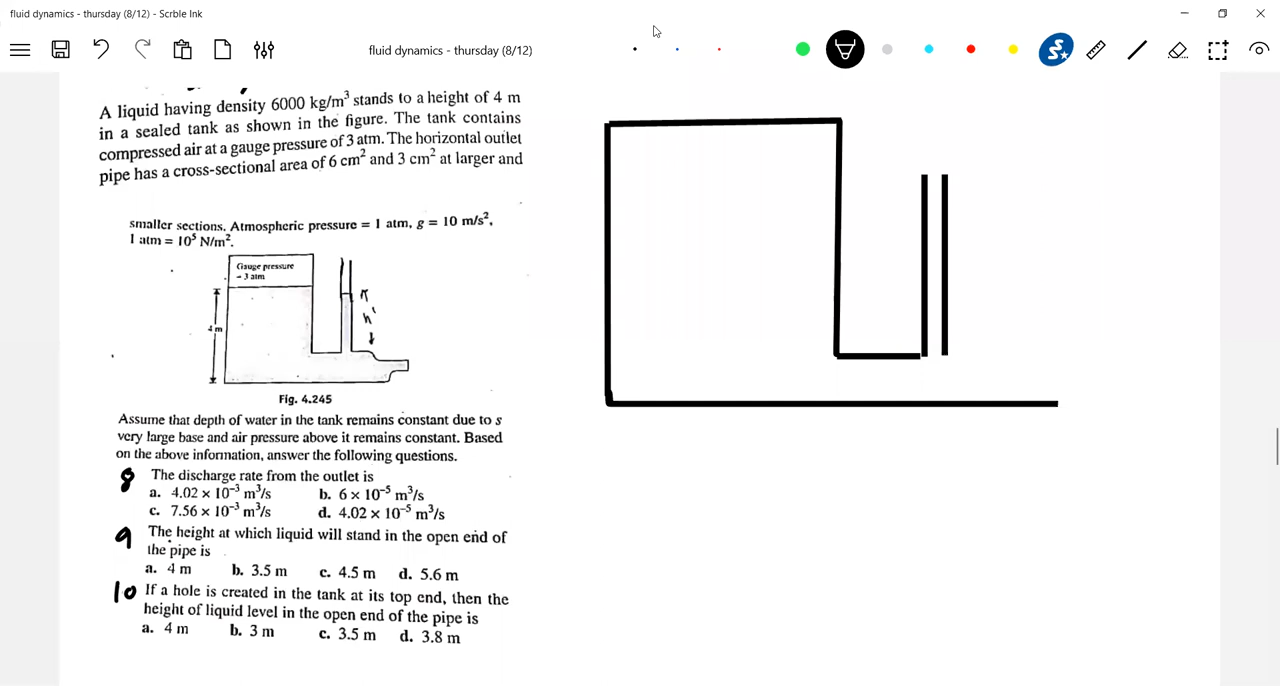 fluid dynamics - thursday (8/12) - Scrble Ink
fluid dynamics - thursday (8/12)
A liquid having density 6000 kg/m³ stands to a height of 4 m
in a sealed tank as shown in the figure. The tank contains
compressed air at a gauge pressure of 3 atm. The horizontal outlet
pipe has a cross-sectional area of 6 cm² and 3 cm² at larger and
smaller sections. Atmospheric pressure = 1 atm, g = 10 m/s²,
1 atm = 10⁵ N/m².
Gauge pressure
= 3 atm
4 m
h'
Fig. 4.245
Assume that depth of water in the tank remains constant due to s
very large base and air pressure above it remains constant. Based
on the above information, answer the following questions.
8 The discharge rate from the outlet is
a. 4.02 × 10⁻³ m³/s b. 6 × 10⁻⁵ m³/s
c. 7.56 × 10⁻³ m³/s d. 4.02 × 10⁻⁵ m³/s
9 The height at which liquid will stand in the open end of
the pipe is
a. 4 m b. 3.5 m c. 4.5 m d. 5.6 m
10 If a hole is created in the tank at its top end, then the
height of liquid level in the open end of the pipe is
a. 4 m b. 3 m c. 3.5 m d. 3.8 m